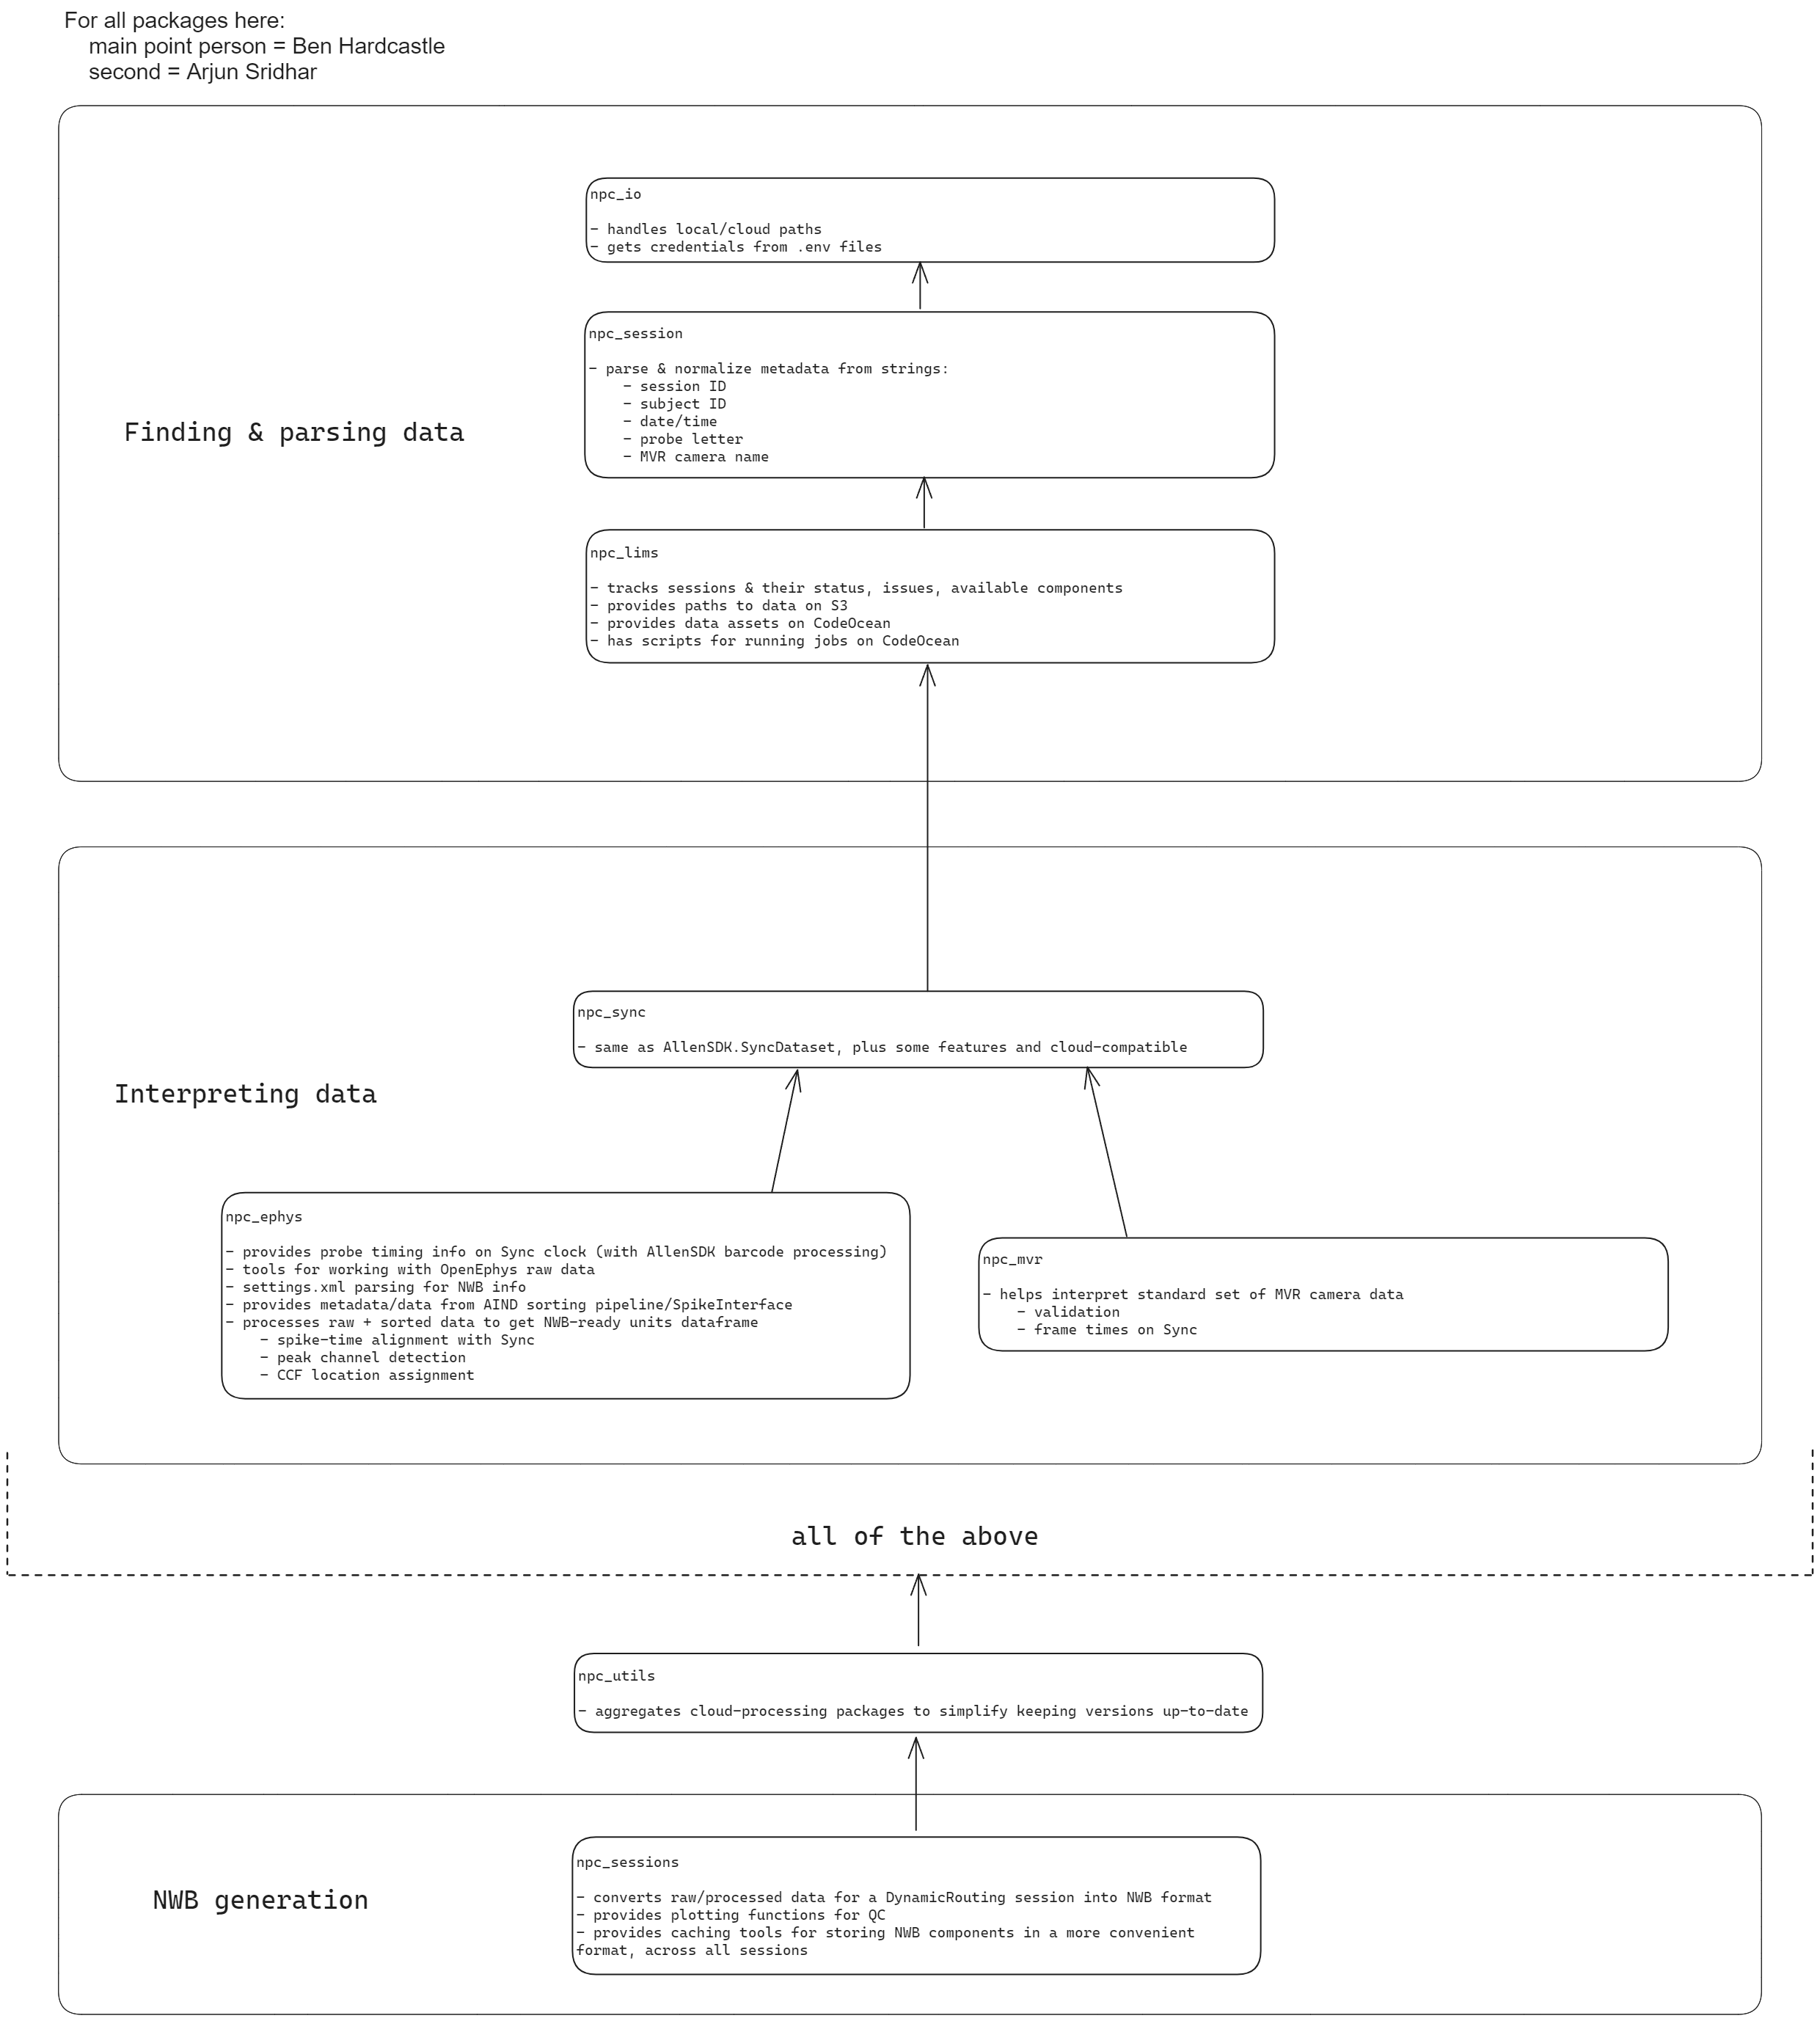 For all packages here:
main point person = Ben Hardcastle
second = Arjun Sridhar
npc_io
- handles local/cloud paths
- gets credentials from .env files
npc_session
- parse & normalize metadata from strings:
- session ID
- subject ID
- date/time
- probe letter
- MVR camera name
Finding & parsing data
npc_lims
- tracks sessions & their status, issues, available components
- provides paths to data on S3
- provides data assets on CodeOcean
- has scripts for running jobs on CodeOcean
npc_sync
- same as AllenSDK.SyncDataset, plus some features and cloud-compatible
Interpreting data
npc_ephys
- provides probe timing info on Sync clock (with AllenSDK barcode processing)
- tools for working with OpenEphys raw data
- settings.xml parsing for NWB info
- provides metadata/data from AIND sorting pipeline/SpikeInterface
- processes raw + sorted data to get NWB-ready units dataframe
- spike-time alignment with Sync
- peak channel detection
- CCF location assignment
npc_mvr
- helps interpret standard set of MVR camera data
- validation
- frame times on Sync
all of the above
npc_utils
- aggregates cloud-processing packages to simplify keeping versions up-to-date
NWB generation
npc_sessions
- converts raw/processed data for a DynamicRouting session into NWB format
- provides plotting functions for QC
- provides caching tools for storing NWB components in a more convenient
format, across all sessions